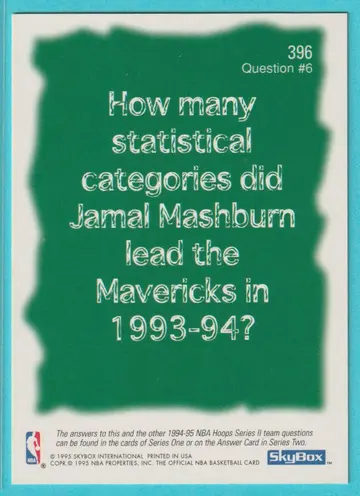 396
Question #6
How many
statistical
categories did
Jamal Mashburn
lead the
Mavericks in
1993-94?
The answers to this and the other 1994-95 NBA Hoops Series II team questions
can be found in the cards of Series One or on the Answer Card in Series Two.
© 1995 SKYBOX INTERNATIONAL PRINTED IN USA
COPR. © 1995 NBA PROPERTIES, INC. THE OFFICIAL NBA BASKETBALL CARD
NBA ®
SkyBox™